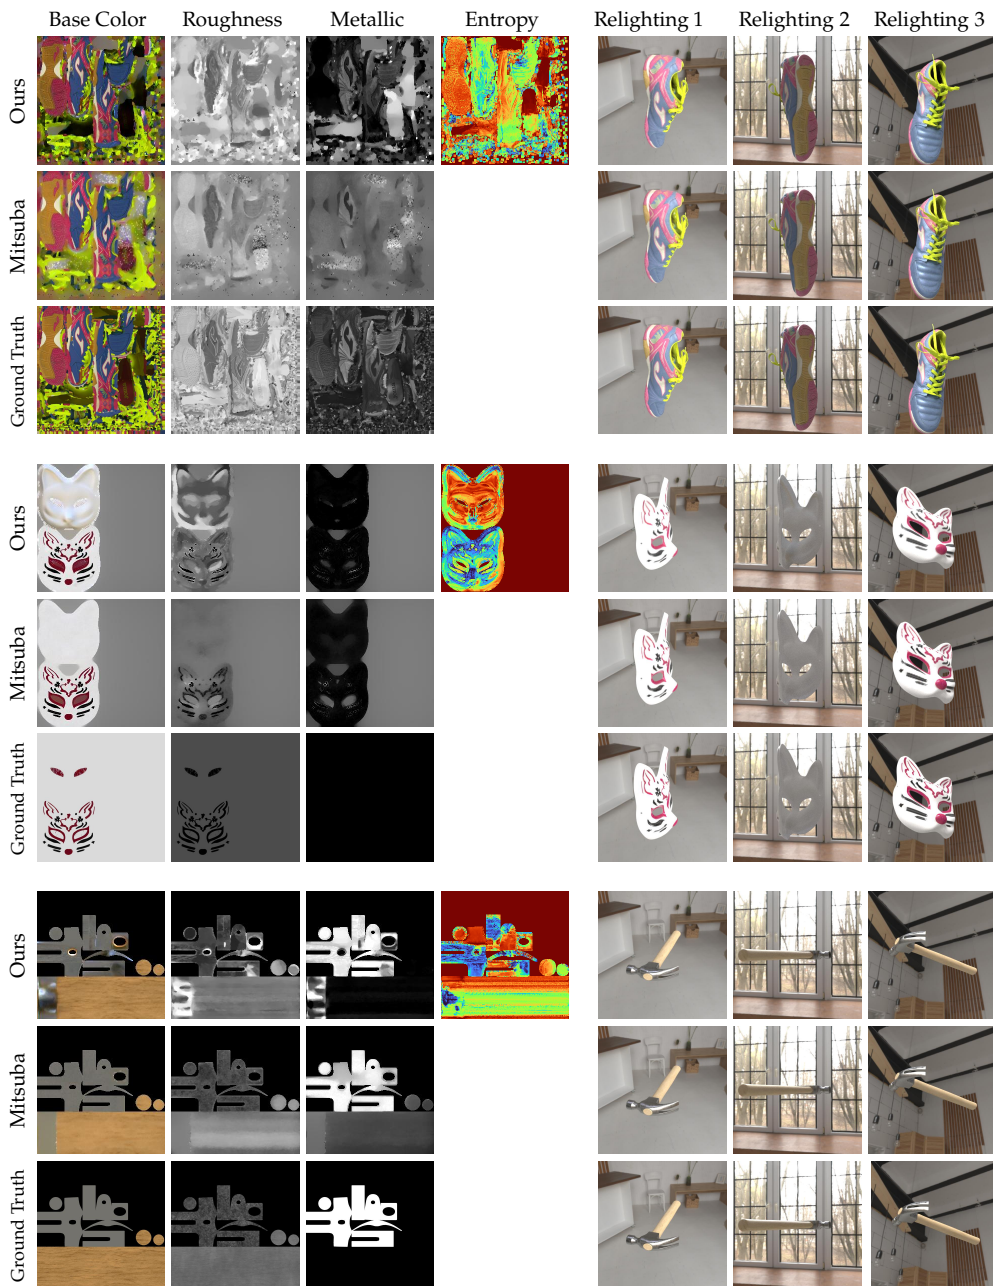 Base Color Roughness Metallic Entropy Relighting 1 Relighting 2 Relighting 3
Ours
Mitsuba
Ground Truth
Ours
Mitsuba
Ground Truth
Ours
Mitsuba
Ground Truth